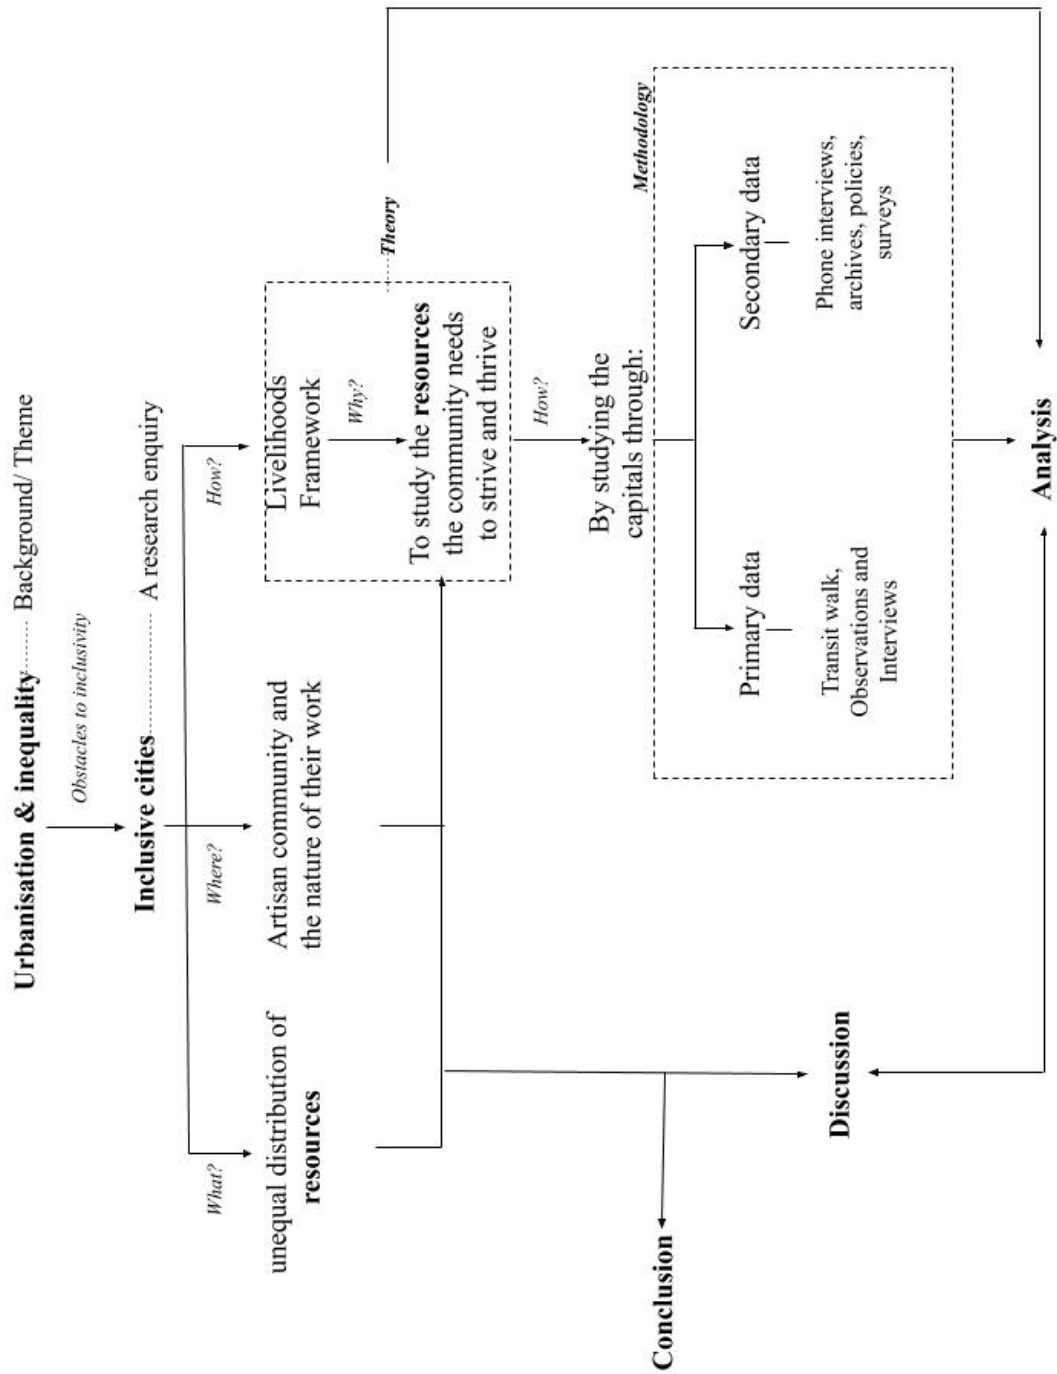 Urbanisation & inequality
Background/ Theme
Obstacles to inclusivity
Inclusive cities
A research enquiry
What?
Where?
How?
unequal distribution of
resources
Artisan community and
the nature of their work
Livelihoods
Framework
Why?
To study the resources
the community needs
to strive and thrive
Theory
How?
By studying the
capitals through:
Methodology
Primary data
Secondary data
Transit walk,
Observations and
Interviews
Phone interviews,
archives, policies,
surveys
Conclusion
Discussion
Analysis